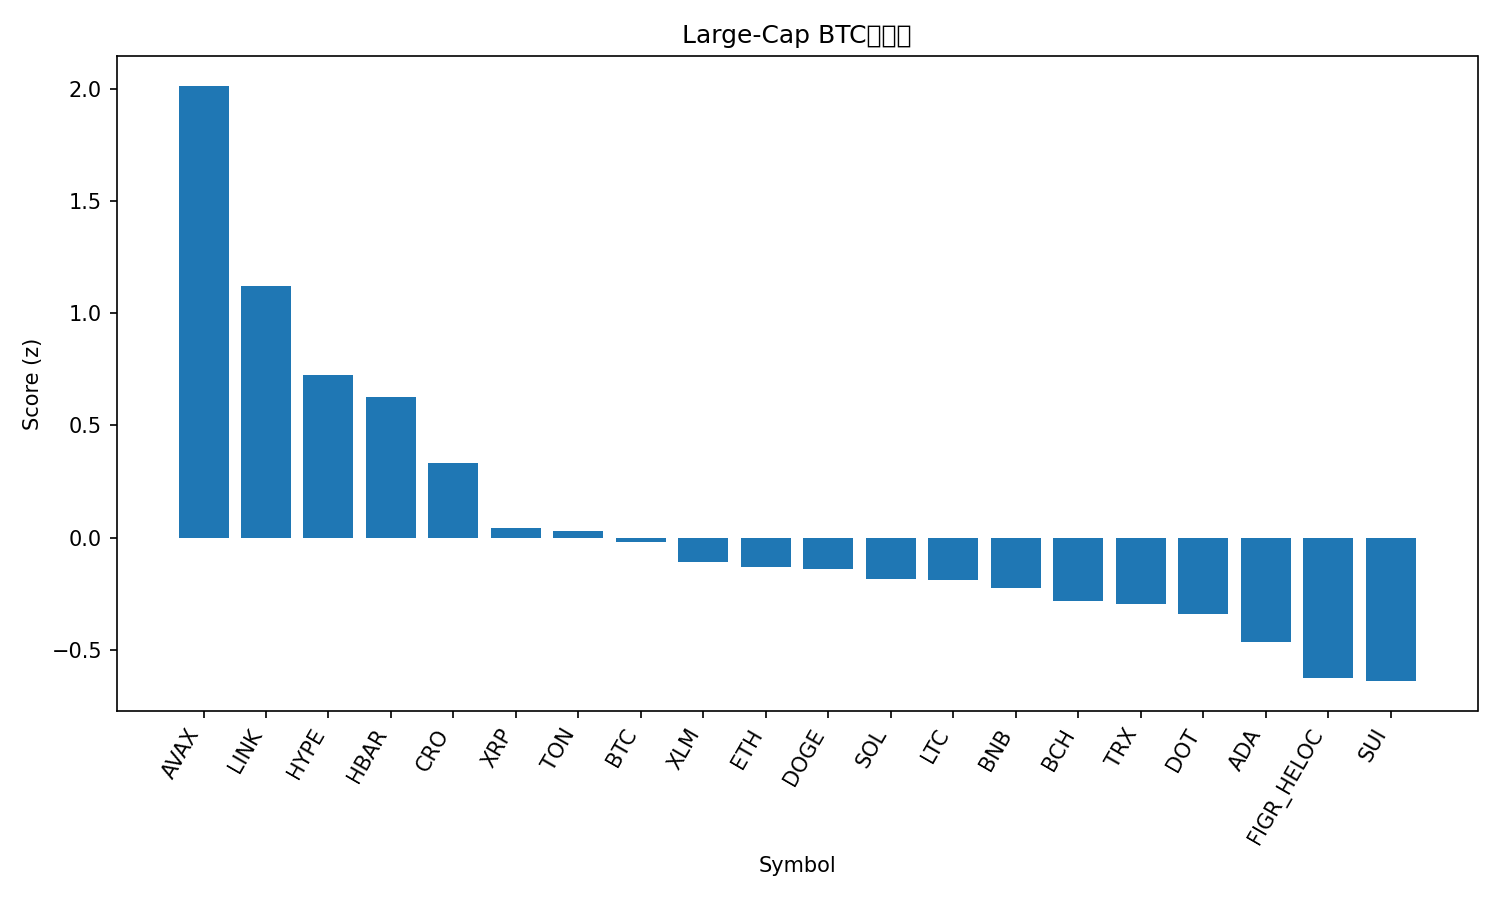 Large-Cap BTC
Score (z)
2.0
1.5
1.0
0.5
0.0
−0.5
AVAX
LINK
HYPE
HBAR
CRO
XRP
TON
BTC
XLM
ETH
DOGE
SOL
LTC
BNB
BCH
TRX
DOT
ADA
FIGR_HELOC
SUI
Symbol